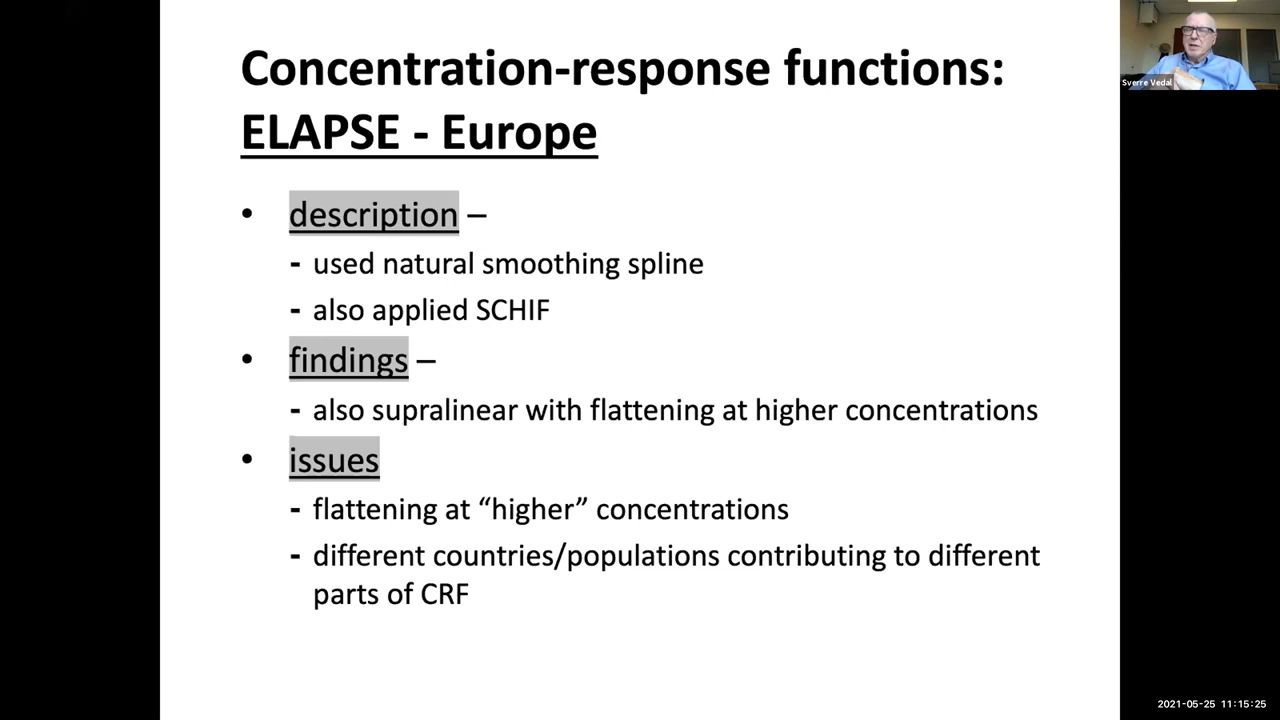 Concentration-response functions:
ELAPSE - Europe
• description –
- used natural smoothing spline
- also applied SCHIF
• findings –
- also supralinear with flattening at higher concentrations
• issues
- flattening at “higher” concentrations
- different countries/populations contributing to different
parts of CRF
Sverre Vedal
2021-05-25 11:15:25